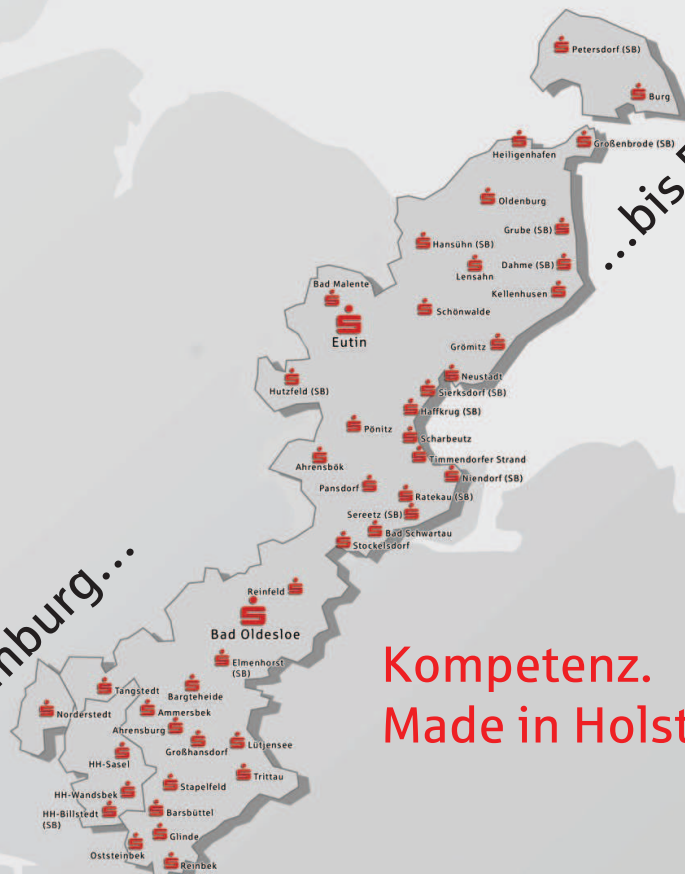 Petersdorf (SB)
Burg
Großenbrode (SB)
Heiligenhafen
Oldenburg
Grube (SB)
Hansühn (SB)
Dahme (SB)
Lensahn
Kellenhusen
Bad Malente
Schönwalde
Eutin
Grömitz
Neustadt
Hutzfeld (SB)
Sierksdorf (SB)
Haffkrug (SB)
Pönitz
Scharbeutz
Timmendorfer Strand
Ahrensbök
Niendorf (SB)
Pansdorf
Ratekau (SB)
Sereetz (SB)
Bad Schwartau
Stockelsdorf
...bis
Reinfeld
Bad Oldesloe
mburg...
Elmenhorst
(SB)
Kompetenz.
Made in Holst
Tangstedt
Bargteheide
Norderstedt
Ammersbek
Ahrensburg
Großhansdorf
Lütjensee
HH-Sasel
Trittau
Stapelfeld
HH-Wandsbek
HH-Billstedt
(SB)
Barsbüttel
Glinde
Oststeinbek
Reinbek